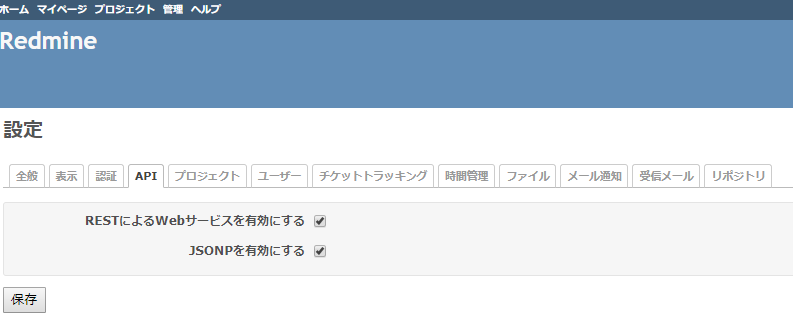 ホーム マイページ プロジェクト 管理 ヘルプ
Redmine
設定
全般 表示 認証 API プロジェクト ユーザー チケットトラッキング 時間管理 ファイル メール通知 受信メール リポジトリ
RESTによるWebサービスを有効にする
JSONPを有効にする
保存